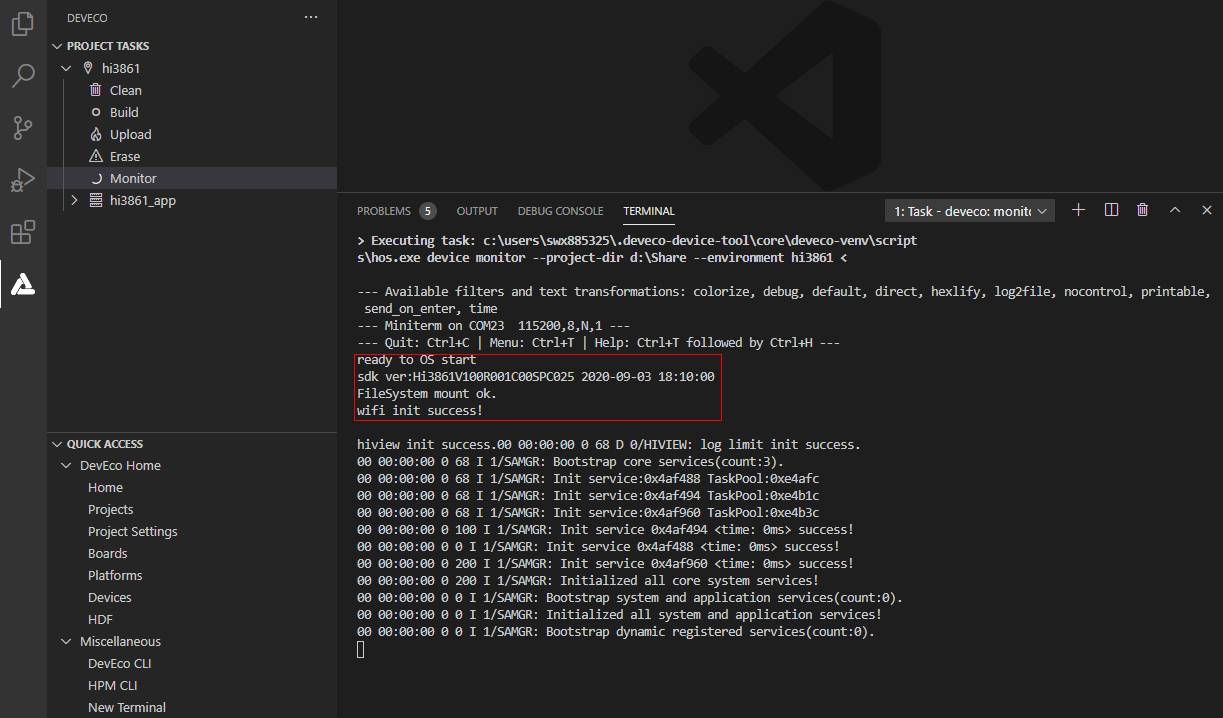 DEVECO
PROJECT TASKS
hi3861
Clean
Build
Upload
Erase
Monitor
hi3861_app
QUICK ACCESS
DevEco Home
Home
Projects
Project Settings
Boards
Platforms
Devices
HDF
Miscellaneous
DevEco CLI
HPM CLI
New Terminal
PROBLEMS 5 OUTPUT DEBUG CONSOLE TERMINAL 1: Task - deveco: monitc
> Executing task: c:\users\swx885325\.deveco-device-tool\core\deveco-venv\script
s\hos.exe device monitor --project-dir d:\Share --environment hi3861 <
--- Available filters and text transformations: colorize, debug, default, direct, hexlify, log2file, nocontrol, printable,
send_on_enter, time
--- Miniterm on COM23  115200,8,N,1 ---
--- Quit: Ctrl+C | Menu: Ctrl+T | Help: Ctrl+T followed by Ctrl+H ---
ready to OS start
sdk ver:Hi3861V100R001C00SPC025 2020-09-03 18:10:00
FileSystem mount ok.
wifi init success!
hiview init success.00 00:00:00 0 68 D 0/HIVIEW: log limit init success.
00 00:00:00 0 68 I 1/SAMGR: Bootstrap core services(count:3).
00 00:00:00 0 68 I 1/SAMGR: Init service:0x4af488 TaskPool:0xe4afc
00 00:00:00 0 68 I 1/SAMGR: Init service:0x4af494 TaskPool:0xe4b1c
00 00:00:00 0 68 I 1/SAMGR: Init service:0x4af960 TaskPool:0xe4b3c
00 00:00:00 0 100 I 1/SAMGR: Init service 0x4af494 <time: 0ms> success!
00 00:00:00 0 0 I 1/SAMGR: Init service 0x4af488 <time: 0ms> success!
00 00:00:00 0 200 I 1/SAMGR: Init service 0x4af960 <time: 0ms> success!
00 00:00:00 0 200 I 1/SAMGR: Initialized all core system services!
00 00:00:00 0 0 I 1/SAMGR: Bootstrap system and application services(count:0).
00 00:00:00 0 0 I 1/SAMGR: Initialized all system and application services!
00 00:00:00 0 0 I 1/SAMGR: Bootstrap dynamic registered services(count:0).